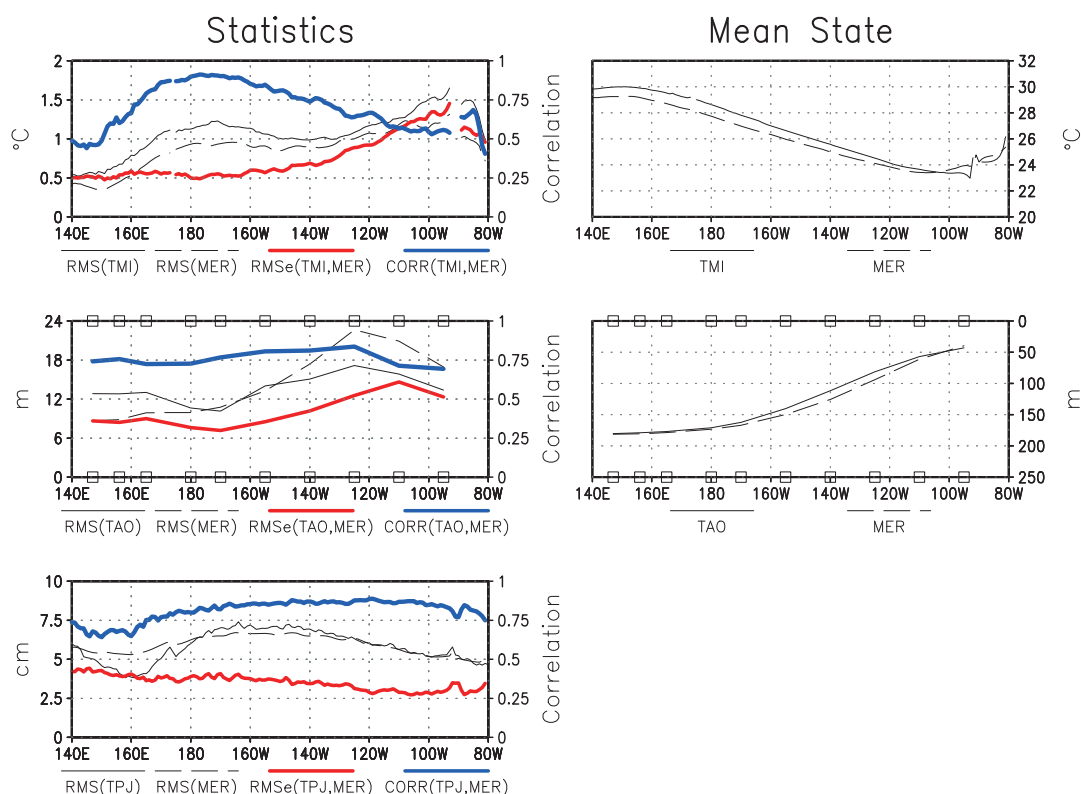 Statistics
Mean State
2
1.5
1
0.5
0
°C
1
0.75
0.5
0.25
0
Correlation
140E 160E 180 160W 140W 120W 100W 80W
RMS(TMI) RMS(MER) RMSe(TMI,MER) CORR(TMI,MER)
32
30
28
26
24
22
20
°C
140E 160E 180 160W 140W 120W 100W 80W
TMI MER
24
18
12
6
0
m
1
0.75
0.5
0.25
0
Correlation
140E 160E 180 160W 140W 120W 100W 80W
RMS(TAO) RMS(MER) RMSe(TAO,MER) CORR(TAO,MER)
0
50
100
150
200
250
m
140E 160E 180 160W 140W 120W 100W 80W
TAO MER
10
7.5
5
2.5
0
cm
1
0.75
0.5
0.25
0
Correlation
140E 160E 180 160W 140W 120W 100W 80W
RMS(TPJ) RMS(MER) RMSe(TPJ,MER) CORR(TPJ,MER)